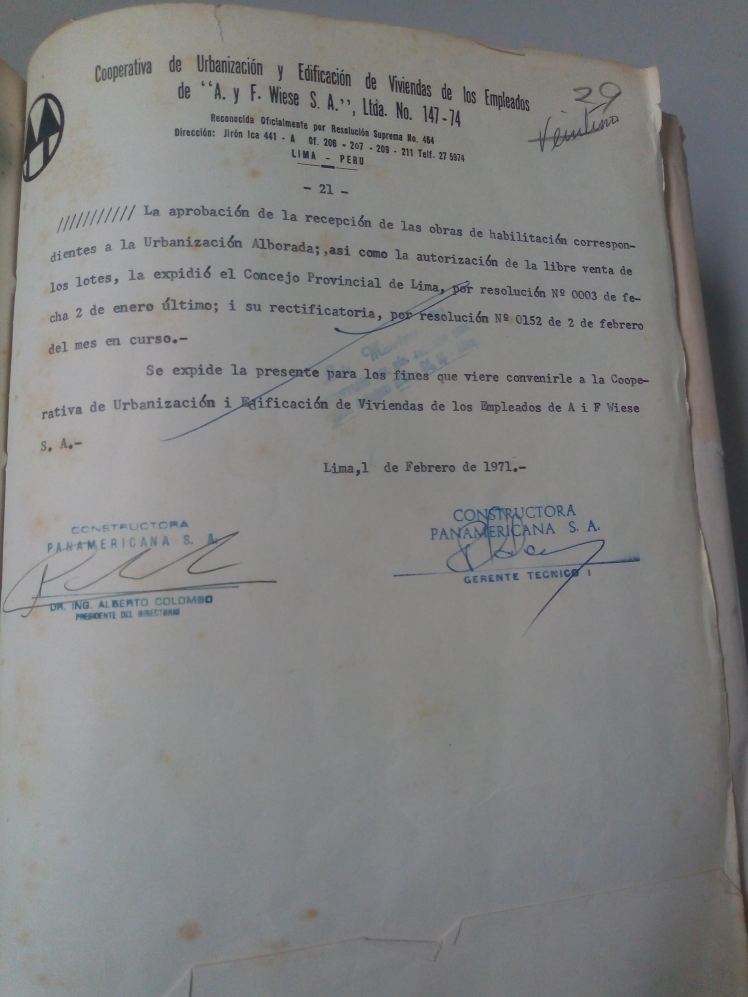 Cooperativa de Urbanización y Edificación de Viviendas de los Empleados
de "A. y F. Wiese S. A.", Ltda. No. 147-74
Reconocida Oficialmente por Resolución Suprema No. 464
Dirección: Jirón Ica 441 - A Of. 206 - 207 - 209 - 211 Telf. 27 5974
LIMA - PERU
29
- 21 -
/////////// La aprobación de la recepción de las obras de habilitación correspon-
dientes a la Urbanización Alborada;,asi como la autorización de la libre venta de
los lotes, la expidió el Concejo Provincial de Lima, por resolución Nº 0003 de fe-
cha 2 de enero último; i su rectificatoria, por resolución Nº 0152 de 2 de febrero
del mes en curso.-
Se expide la presente para los fines que viere convenirle a la Coope-
rativa de Urbanización i Edificación de Viviendas de los Empleados de A i F Wiese
S. A.-
Lima,1 de Febrero de 1971.-
CONSTRUCTORA
PANAMERICANA S. A.
DR. ING. ALBERTO COLOMBO
PRESIDENTE DEL DIRECTORIO
CONSTRUCTORA
PANAMERICANA S. A.
GERENTE TECNICO I